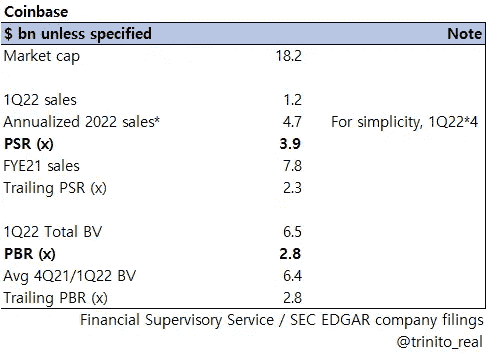 Coinbase
$ bn unless specified Note
Market cap 18.2
1Q22 sales 1.2
Annualized 2022 sales* 4.7 For simplicity, 1Q22*4
PSR (x) 3.9
FYE21 sales 7.8
Trailing PSR (x) 2.3
1Q22 Total BV 6.5
PBR (x) 2.8
Avg 4Q21/1Q22 BV 6.4
Trailing PBR (x) 2.8
Financial Supervisory Service / SEC EDGAR company filings
@trinito_real